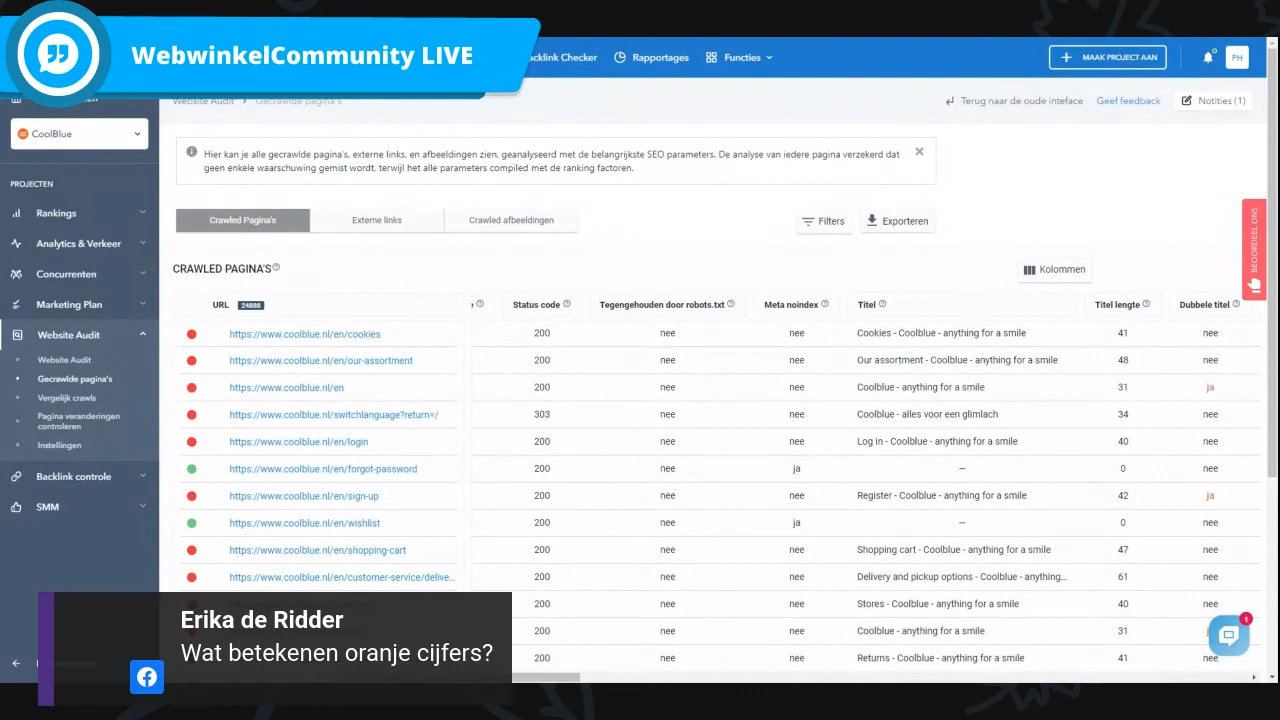 WebwinkelCommunity LIVE
acklink Checker
Rapportages
Functies
MAAK PROJECT AAN
PH
Website Audit > Gecrawlde pagina's
Terug naar de oude inteface
Geef feedback
Notities (1)
CoolBlue
PROJECTEN
Rankings
Analytics & Verkeer
Concurrenten
Marketing Plan
Website Audit
Website Audit
Gecrawlde pagina's
Vergelijk crawls
Pagina veranderingen
controleren
Instellingen
Backlink controle
SMM
Hier kan je alle gecrawlde pagina's, externe links, en afbeeldingen zien, geanalyseerd met de belangrijkste SEO parameters. De analyse van iedere pagina verzekerd dat
geen enkele waarschuwing gemist wordt, terwijl het alle parameters compiled met de ranking factoren.
Crawled Pagina's
Externe links
Crawled afbeeldingen
Filters
Exporteren
BEOORDEEL ONS
CRAWLED PAGINA'S
Kolommen
URL 24888 Status code Tegengehouden door robots.txt Meta noindex Titel Titel lengte Dubbele titel
https://www.coolblue.nl/en/cookies 200 nee nee Cookies - Coolblue - anything for a smile 41 nee
https://www.coolblue.nl/en/our-assortment 200 nee nee Our assortment - Coolblue - anything for a smile 48 nee
https://www.coolblue.nl/en 200 nee nee Coolblue - anything for a smile 31 ja
https://www.coolblue.nl/switchlanguage?return=/ 303 nee nee Coolblue - alles voor een glimlach 34 nee
https://www.coolblue.nl/en/login 200 nee nee Log in - Coolblue - anything for a smile 40 nee
https://www.coolblue.nl/en/forgot-password 200 nee ja — 0 nee
https://www.coolblue.nl/en/sign-up 200 nee nee Register - Coolblue - anything for a smile 42 ja
https://www.coolblue.nl/en/wishlist 200 nee ja — 0 nee
https://www.coolblue.nl/en/shopping-cart 200 nee nee Shopping cart - Coolblue - anything for a smile 47 nee
https://www.coolblue.nl/en/customer-service/delive... 200 nee nee Delivery and pickup options - Coolblue - anything... 61 nee
200 nee nee Stores - Coolblue - anything for a smile 40 nee
200 nee nee Coolblue - anything for a smile 31
200 nee nee Returns - Coolblue - anything for a smile 41 nee
1
Erika de Ridder
Wat betekenen oranje cijfers?